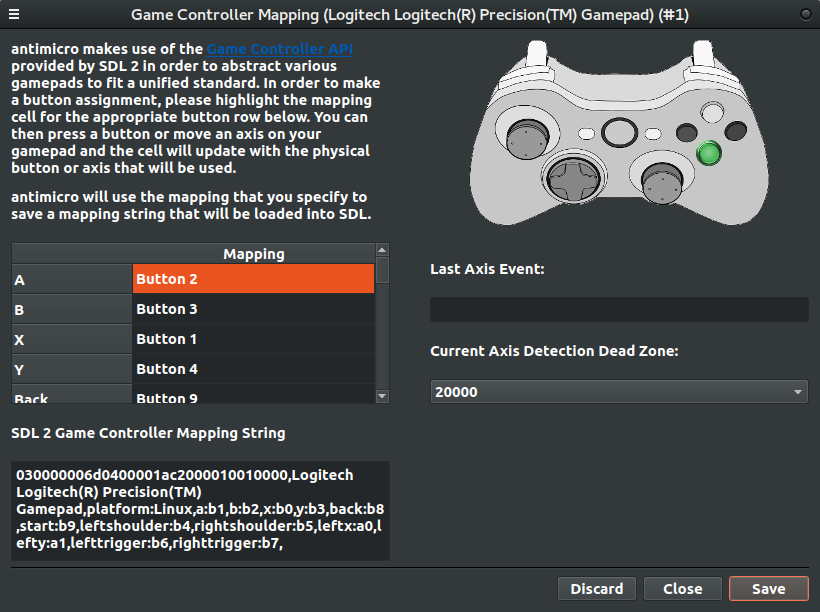 Game Controller Mapping (Logitech Logitech(R) Precision(TM) Gamepad) (#1)
antimicro makes use of the Game Controller API
provided by SDL 2 in order to abstract various
gamepads to fit a unified standard. In order to make
a button assignment, please highlight the mapping
cell for the appropriate button row below. You can
then press a button or move an axis on your
gamepad and the cell will update with the physical
button or axis that will be used.
antimicro will use the mapping that you specify to
save a mapping string that will be loaded into SDL.
Mapping
A Button 2
B Button 3
X Button 1
Y Button 4
Back Button 9
Last Axis Event:
Current Axis Detection Dead Zone:
20000
SDL 2 Game Controller Mapping String
030000006d0400001ac2000010010000,Logitech
Logitech(R) Precision(TM)
Gamepad,platform:Linux,a:b1,b:b2,x:b0,y:b3,back:b8
,start:b9,leftshoulder:b4,rightshoulder:b5,leftx:a0,l
efty:a1,lefttrigger:b6,righttrigger:b7,
Discard Close Save